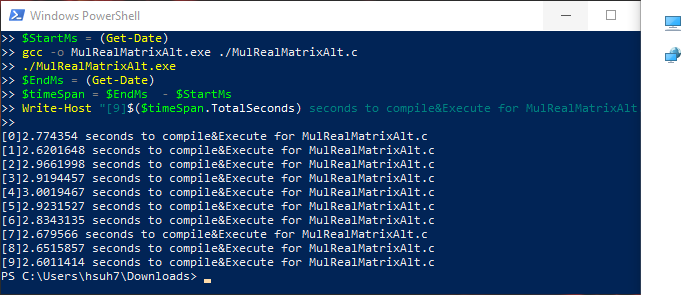 Windows PowerShell
>> $StartMs = (Get-Date)
>> gcc -o MulRealMatrixAlt.exe ./MulRealMatrixAlt.c
>> ./MulRealMatrixAlt.exe
>> $EndMs = (Get-Date)
>> $timeSpan = $EndMs  - $StartMs
>> Write-Host "[9]$($timeSpan.TotalSeconds) seconds to compile&Execute for MulRealMatrixAlt
>>
[0]2.774354 seconds to compile&Execute for MulRealMatrixAlt.c
[1]2.6201648 seconds to compile&Execute for MulRealMatrixAlt.c
[2]2.9661998 seconds to compile&Execute for MulRealMatrixAlt.c
[3]2.9194457 seconds to compile&Execute for MulRealMatrixAlt.c
[4]3.0019467 seconds to compile&Execute for MulRealMatrixAlt.c
[5]2.9231527 seconds to compile&Execute for MulRealMatrixAlt.c
[6]2.8343135 seconds to compile&Execute for MulRealMatrixAlt.c
[7]2.679566 seconds to compile&Execute for MulRealMatrixAlt.c
[8]2.6515857 seconds to compile&Execute for MulRealMatrixAlt.c
[9]2.6011414 seconds to compile&Execute for MulRealMatrixAlt.c
PS C:\Users\hsuh7\Downloads>